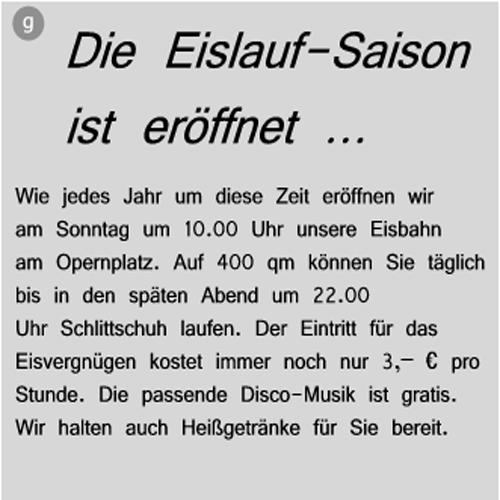 g
Die Eislauf-Saison
ist eröffnet ...
Wie jedes Jahr um diese Zeit eröffnen wir
am Sonntag um 10.00 Uhr unsere Eisbahn
am Opernplatz. Auf 400 qm können Sie täglich
bis in den späten Abend um 22.00
Uhr Schlittschuh laufen. Der Eintritt für das
Eisvergnügen kostet immer noch nur 3,– € pro
Stunde. Die passende Disco-Musik ist gratis.
Wir halten auch Heißgetränke für Sie bereit.